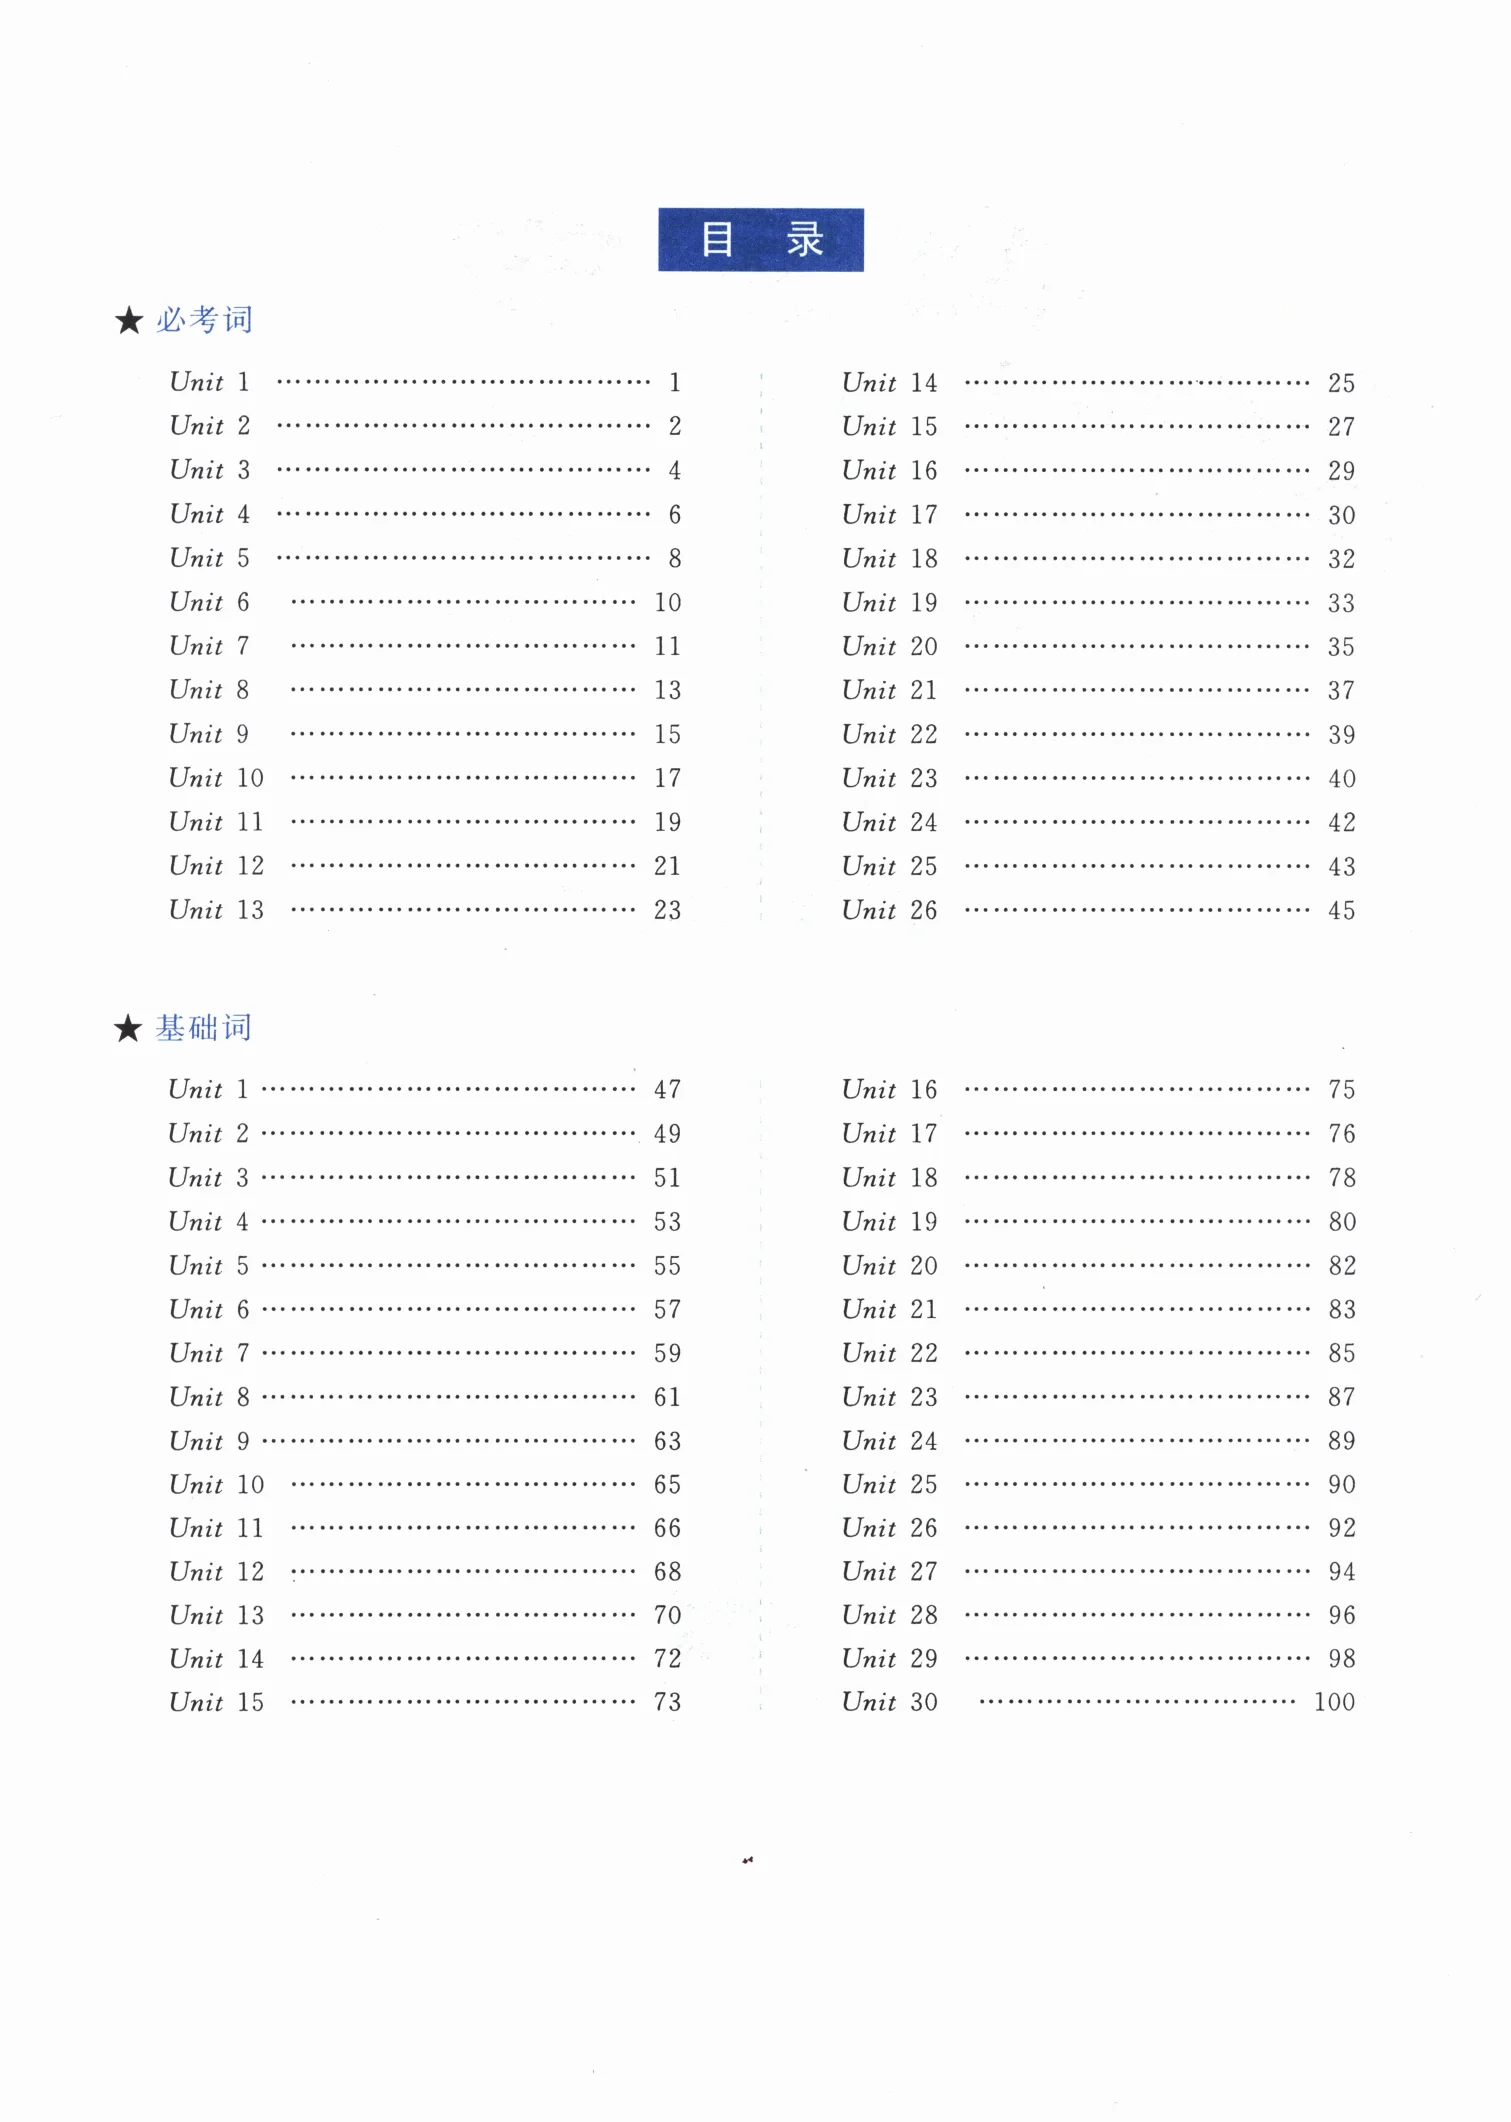 目 录
★ 必考词
Unit 1 …………………………………… 1
Unit 2 …………………………………… 2
Unit 3 …………………………………… 4
Unit 4 …………………………………… 6
Unit 5 …………………………………… 8
Unit 6 ………………………………… 10
Unit 7 ………………………………… 11
Unit 8 ………………………………… 13
Unit 9 ………………………………… 15
Unit 10 ………………………………… 17
Unit 11 ………………………………… 19
Unit 12 ………………………………… 21
Unit 13 ………………………………… 23
Unit 14 ………………………………… 25
Unit 15 ………………………………… 27
Unit 16 ………………………………… 29
Unit 17 ………………………………… 30
Unit 18 ………………………………… 32
Unit 19 ………………………………… 33
Unit 20 ………………………………… 35
Unit 21 ………………………………… 37
Unit 22 ………………………………… 39
Unit 23 ………………………………… 40
Unit 24 ………………………………… 42
Unit 25 ………………………………… 43
Unit 26 ………………………………… 45
★ 基础词
Unit 1 …………………………………… 47
Unit 2 …………………………………… 49
Unit 3 …………………………………… 51
Unit 4 …………………………………… 53
Unit 5 …………………………………… 55
Unit 6 …………………………………… 57
Unit 7 …………………………………… 59
Unit 8 …………………………………… 61
Unit 9 …………………………………… 63
Unit 10 ………………………………… 65
Unit 11 ………………………………… 66
Unit 12 ………………………………… 68
Unit 13 ………………………………… 70
Unit 14 ………………………………… 72
Unit 15 ………………………………… 73
Unit 16 ………………………………… 75
Unit 17 ………………………………… 76
Unit 18 ………………………………… 78
Unit 19 ………………………………… 80
Unit 20 ………………………………… 82
Unit 21 ………………………………… 83
Unit 22 ………………………………… 85
Unit 23 ………………………………… 87
Unit 24 ………………………………… 89
Unit 25 ………………………………… 90
Unit 26 ………………………………… 92
Unit 27 ………………………………… 94
Unit 28 ………………………………… 96
Unit 29 ………………………………… 98
Unit 30 ……………………………… 100